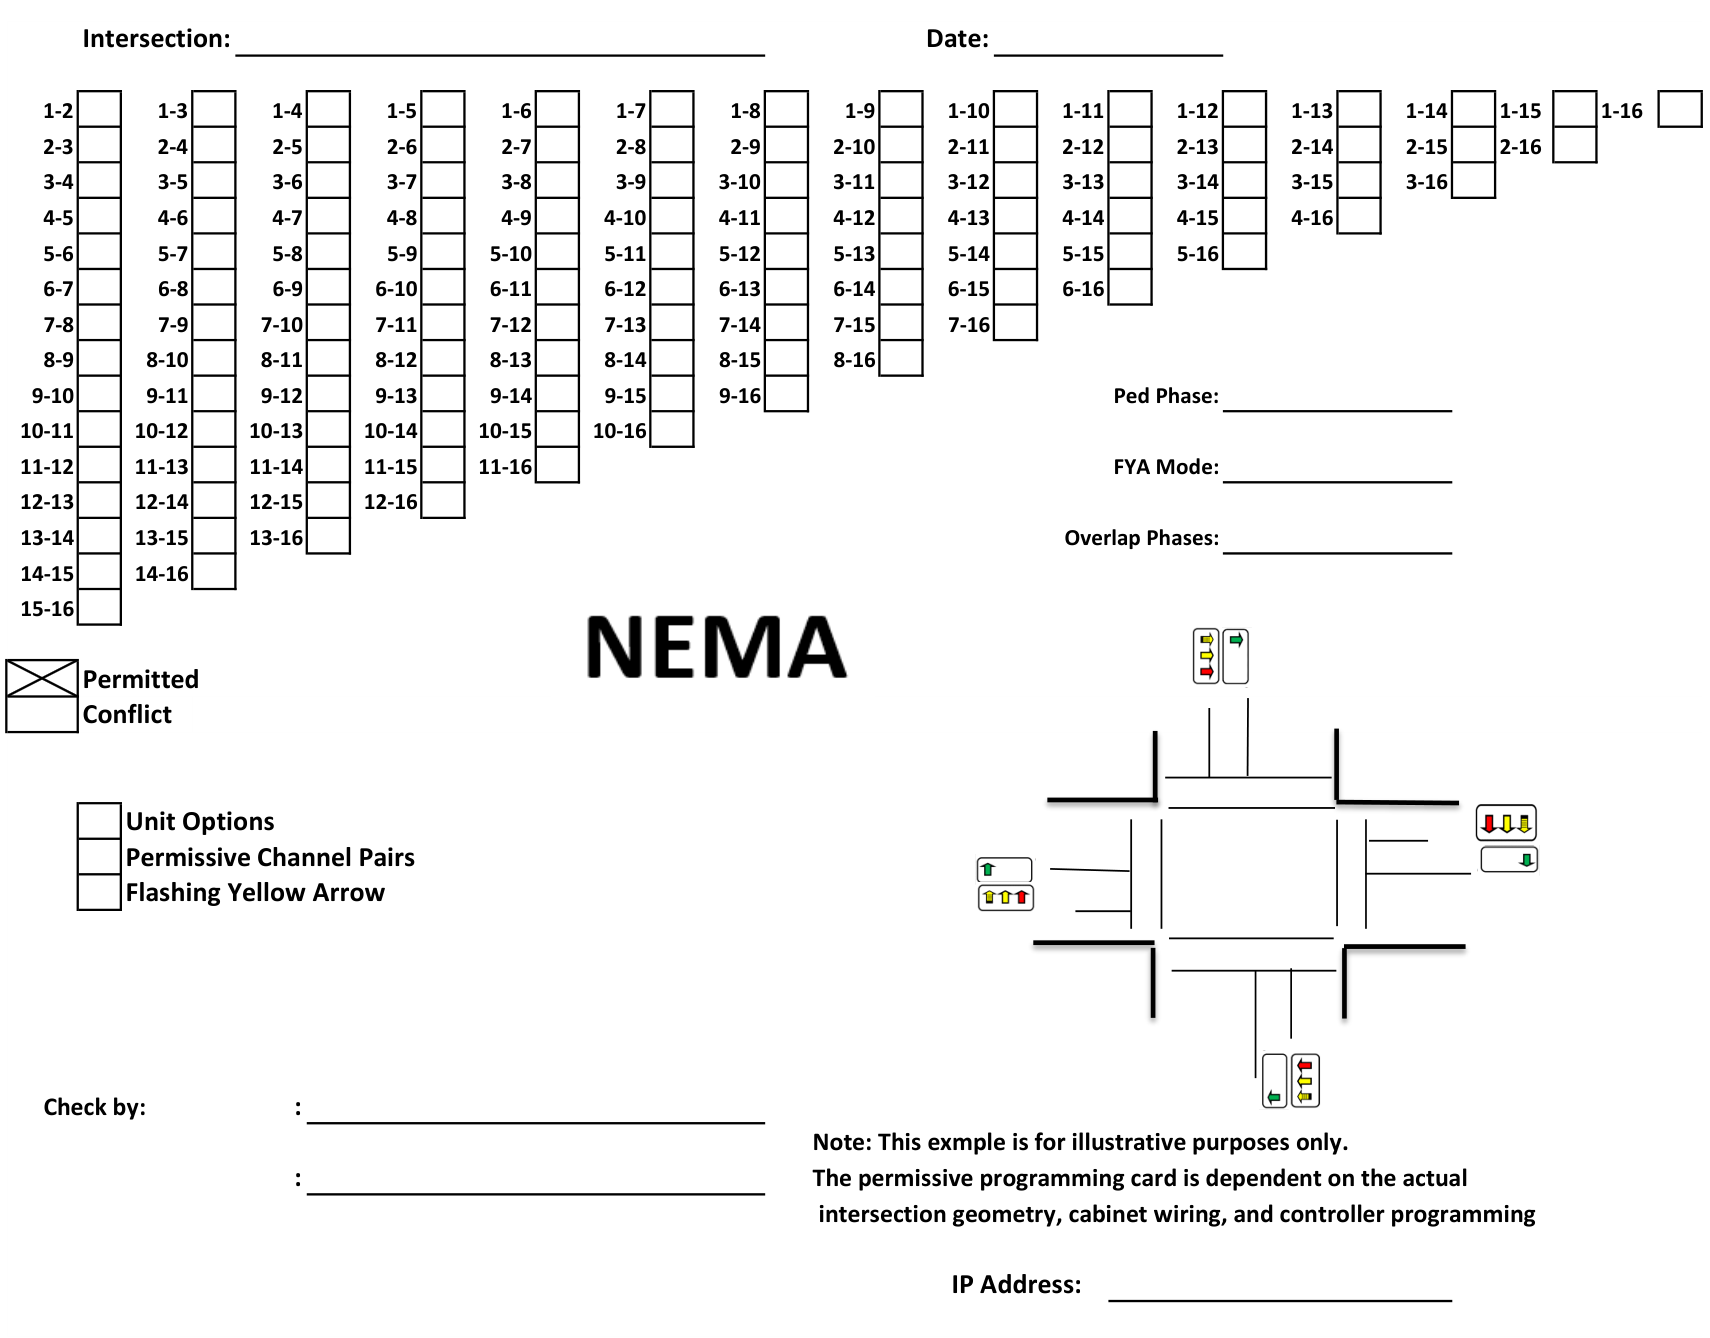 Intersection: Date:
1-2 1-3 1-4 1-5 1-6 1-7 1-8 1-9 1-10 1-11 1-12 1-13 1-14 1-15 1-16
2-3 2-4 2-5 2-6 2-7 2-8 2-9 2-10 2-11 2-12 2-13 2-14 2-15 2-16
3-4 3-5 3-6 3-7 3-8 3-9 3-10 3-11 3-12 3-13 3-14 3-15 3-16
4-5 4-6 4-7 4-8 4-9 4-10 4-11 4-12 4-13 4-14 4-15 4-16
5-6 5-7 5-8 5-9 5-10 5-11 5-12 5-13 5-14 5-15 5-16
6-7 6-8 6-9 6-10 6-11 6-12 6-13 6-14 6-15 6-16
7-8 7-9 7-10 7-11 7-12 7-13 7-14 7-15 7-16
8-9 8-10 8-11 8-12 8-13 8-14 8-15 8-16
9-10 9-11 9-12 9-13 9-14 9-15 9-16 Ped Phase:
10-11 10-12 10-13 10-14 10-15 10-16
11-12 11-13 11-14 11-15 11-16 FYA Mode:
12-13 12-14 12-15 12-16
13-14 13-15 13-16 Overlap Phases:
14-15 14-16
15-16
NEMA
Permitted
Conflict
Unit Options
Permissive Channel Pairs
Flashing Yellow Arrow
Check by: :
:
Note: This exmple is for illustrative purposes only.
The permissive programming card is dependent on the actual
intersection geometry, cabinet wiring, and controller programming
IP Address: